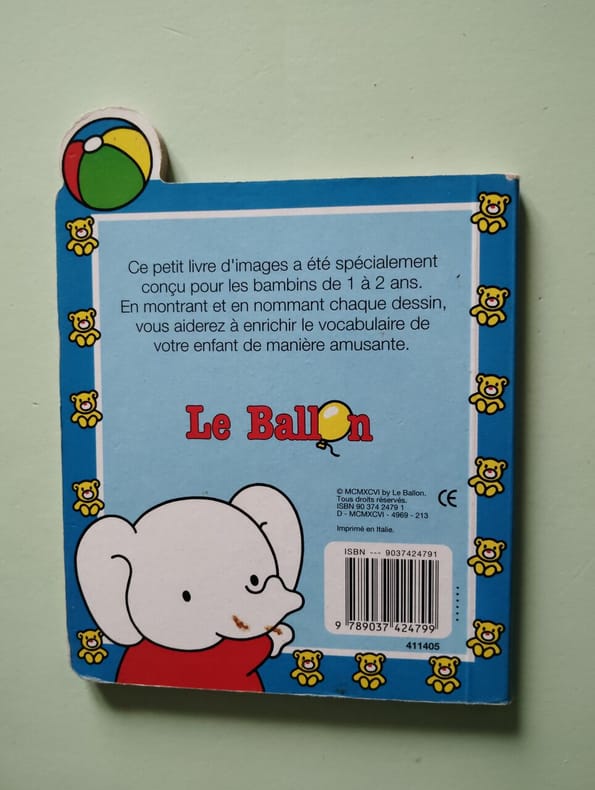 Ce petit livre d'images a été spécialement
conçu pour les bambins de 1 à 2 ans.
En montrant et en nommant chaque dessin,
vous aiderez à enrichir le vocabulaire de
votre enfant de manière amusante.
Le Ballon
© MCMXCVI by Le Ballon.
Tous droits réservés.
ISBN 90 374 2479 1
D - MCMXCVI - 4969 - 213
CE
Imprimé en Italie.
ISBN --- 9037424791
9 789037 424799
411405